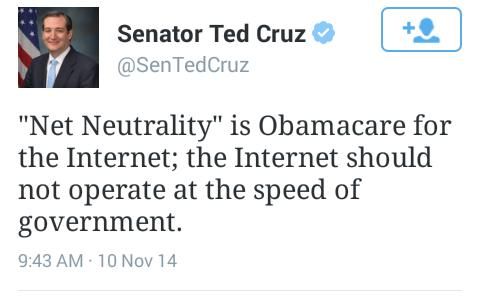 Senator Ted Cruz
@SenTedCruz
"Net Neutrality" is Obamacare for
the Internet; the Internet should
not operate at the speed of
government.
9:43 AM · 10 Nov 14